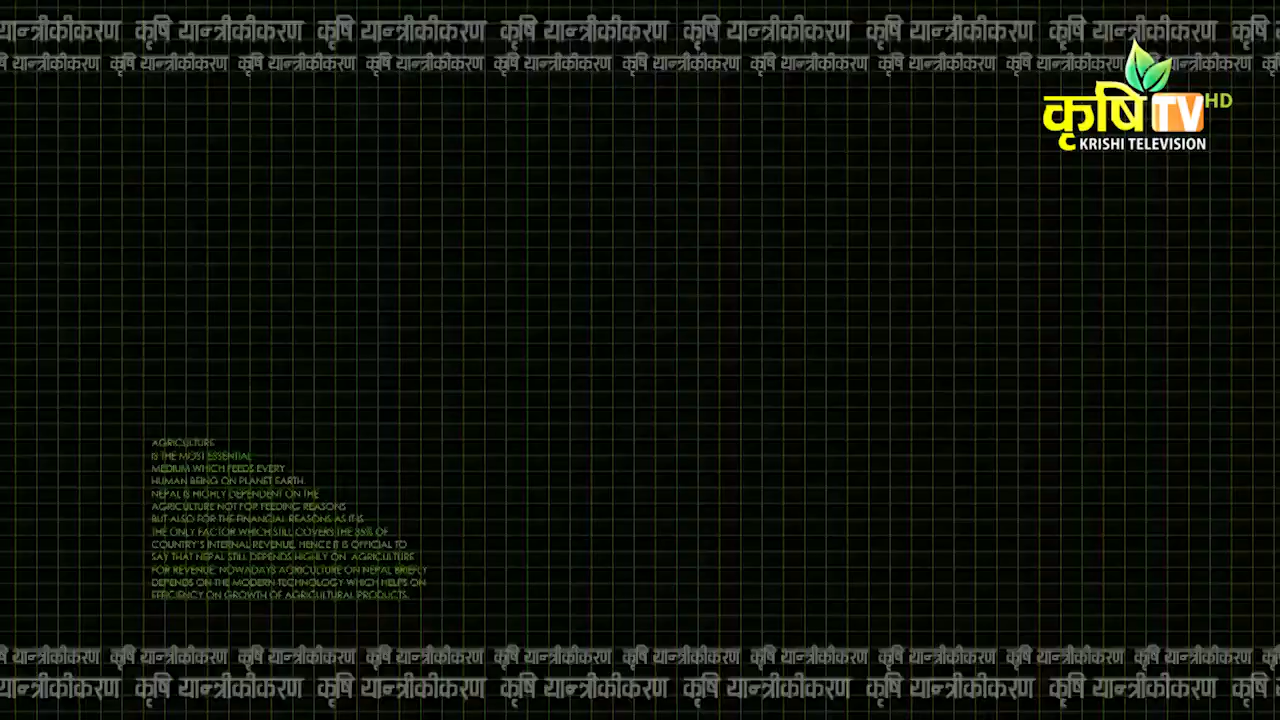 यान्त्रीकीकरण कृषि यान्त्रीकीकरण कृषि यान्त्रीकीकरण कृषि यान्त्रीकीकरण कृषि यान्त्रीकीकरण कृषि यान्त्रीकीकरण कृषि यान्त्रीकीकरण कृषि
यान्त्रीकीकरण कृषि यान्त्रीकीकरण कृषि यान्त्रीकीकरण कृषि यान्त्रीकीकरण कृषि यान्त्रीकीकरण कृषि यान्त्रीकीकरण कृषि यान्त्रीकीकरण कृषि यान्त्रीकीकरण कृषि यान्त्रीकीकरण कृषि यान्त्रीकीकरण कृषि
कृषि TV HD
KRISHI TELEVISION
AGRICULTURE
IS THE MOST ESSENTIAL
MEDIUM WHICH FEEDS EVERY
HUMAN BEING ON PLANET EARTH.
NEPAL IS HIGHLY DEPENDENT ON THE
AGRICULTURE NOT FOR FEEDING REASONS
BUT ALSO FOR THE FINANCIAL REASONS AS IT IS
THE ONLY FACTOR WHICH STILL COVERS THE 35% OF
COUNTRY'S INTERNAL REVENUE. HENCE IT IS OFFICIAL TO
SAY THAT NEPAL STILL DEPENDS HIGHLY ON AGRICULTURE
FOR REVENUE. NOWADAYS AGRICULTURE ON NEPAL BRIEFLY
DEPENDS ON THE MODERN TECHNOLOGY WHICH HELPS ON
EFFICIENCY ON GROWTH OF AGRICULTURAL PRODUCTS.
यान्त्रीकीकरण कृषि यान्त्रीकीकरण कृषि यान्त्रीकीकरण कृषि यान्त्रीकीकरण कृषि यान्त्रीकीकरण कृषि यान्त्रीकीकरण कृषि यान्त्रीकीकरण कृषि यान्त्रीकीकरण कृषि यान्त्रीकीकरण कृषि यान्त्रीकीकरण कृषि
यान्त्रीकीकरण कृषि यान्त्रीकीकरण कृषि यान्त्रीकीकरण कृषि यान्त्रीकीकरण कृषि यान्त्रीकीकरण कृषि यान्त्रीकीकरण कृषि यान्त्रीकीकरण कृषि